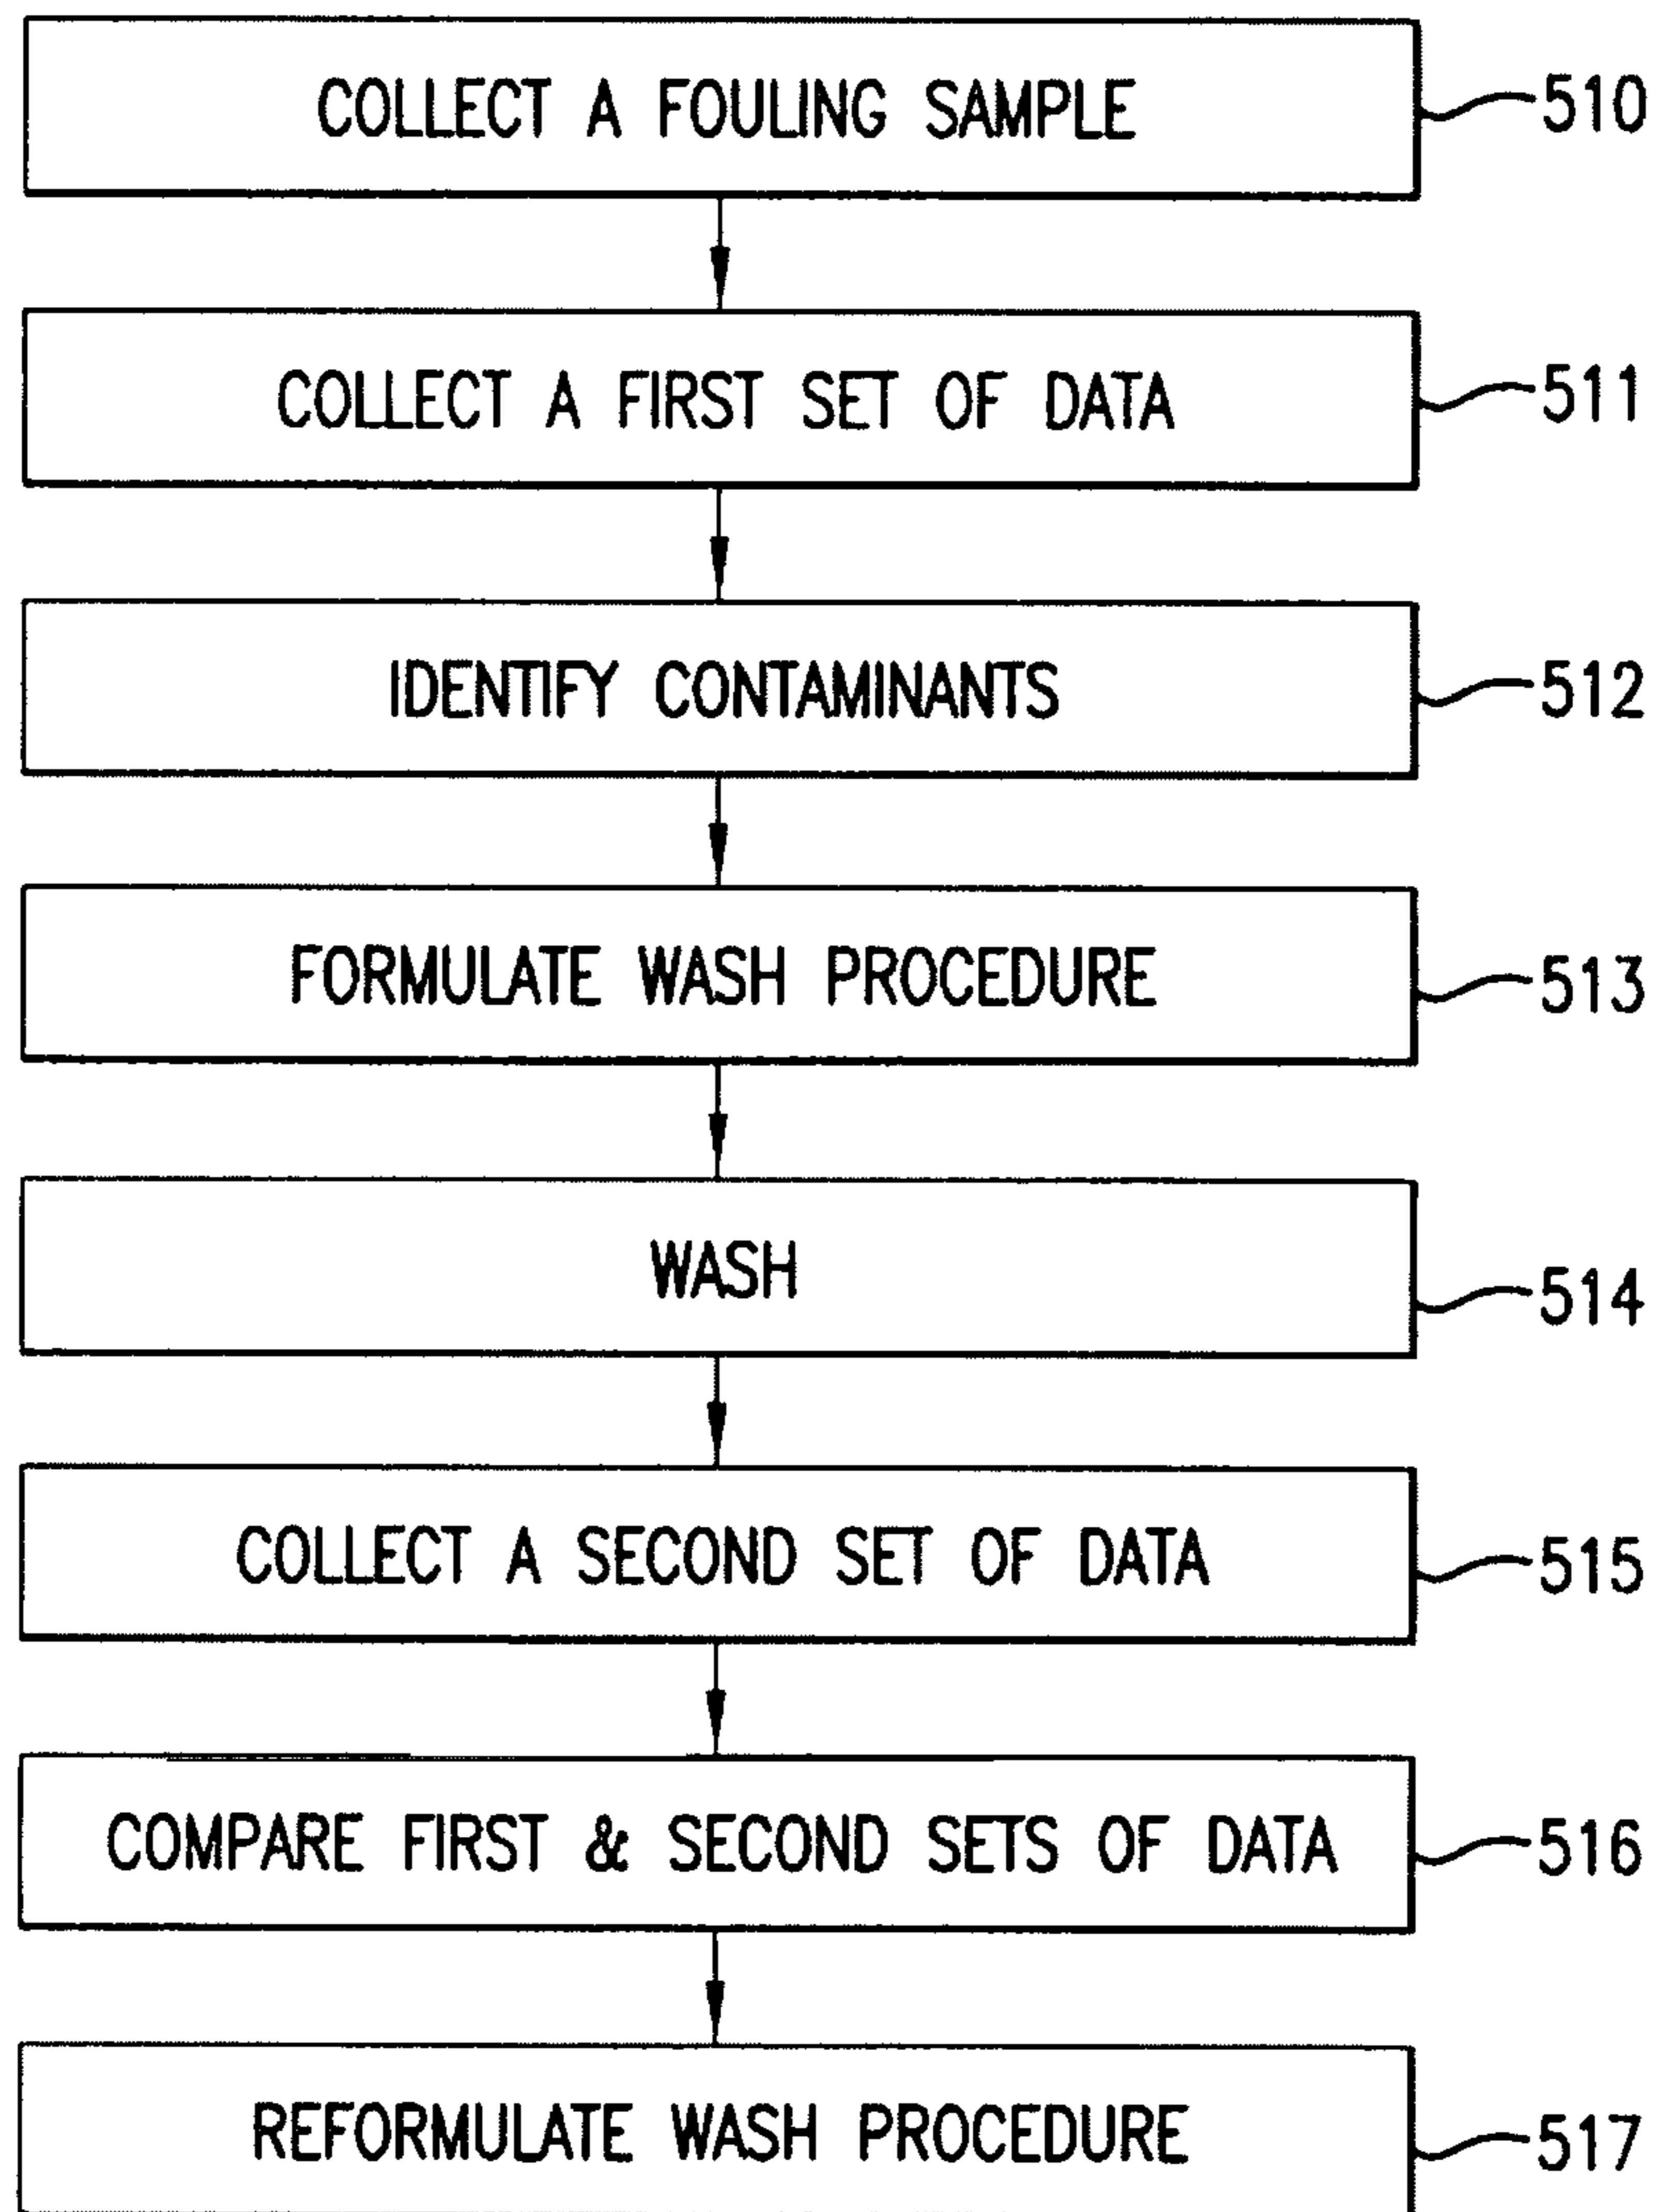 COLLECT A FOULING SAMPLE 510
COLLECT A FIRST SET OF DATA 511
IDENTIFY CONTAMINANTS 512
FORMULATE WASH PROCEDURE 513
WASH 514
COLLECT A SECOND SET OF DATA 515
COMPARE FIRST & SECOND SETS OF DATA 516
REFORMULATE WASH PROCEDURE 517